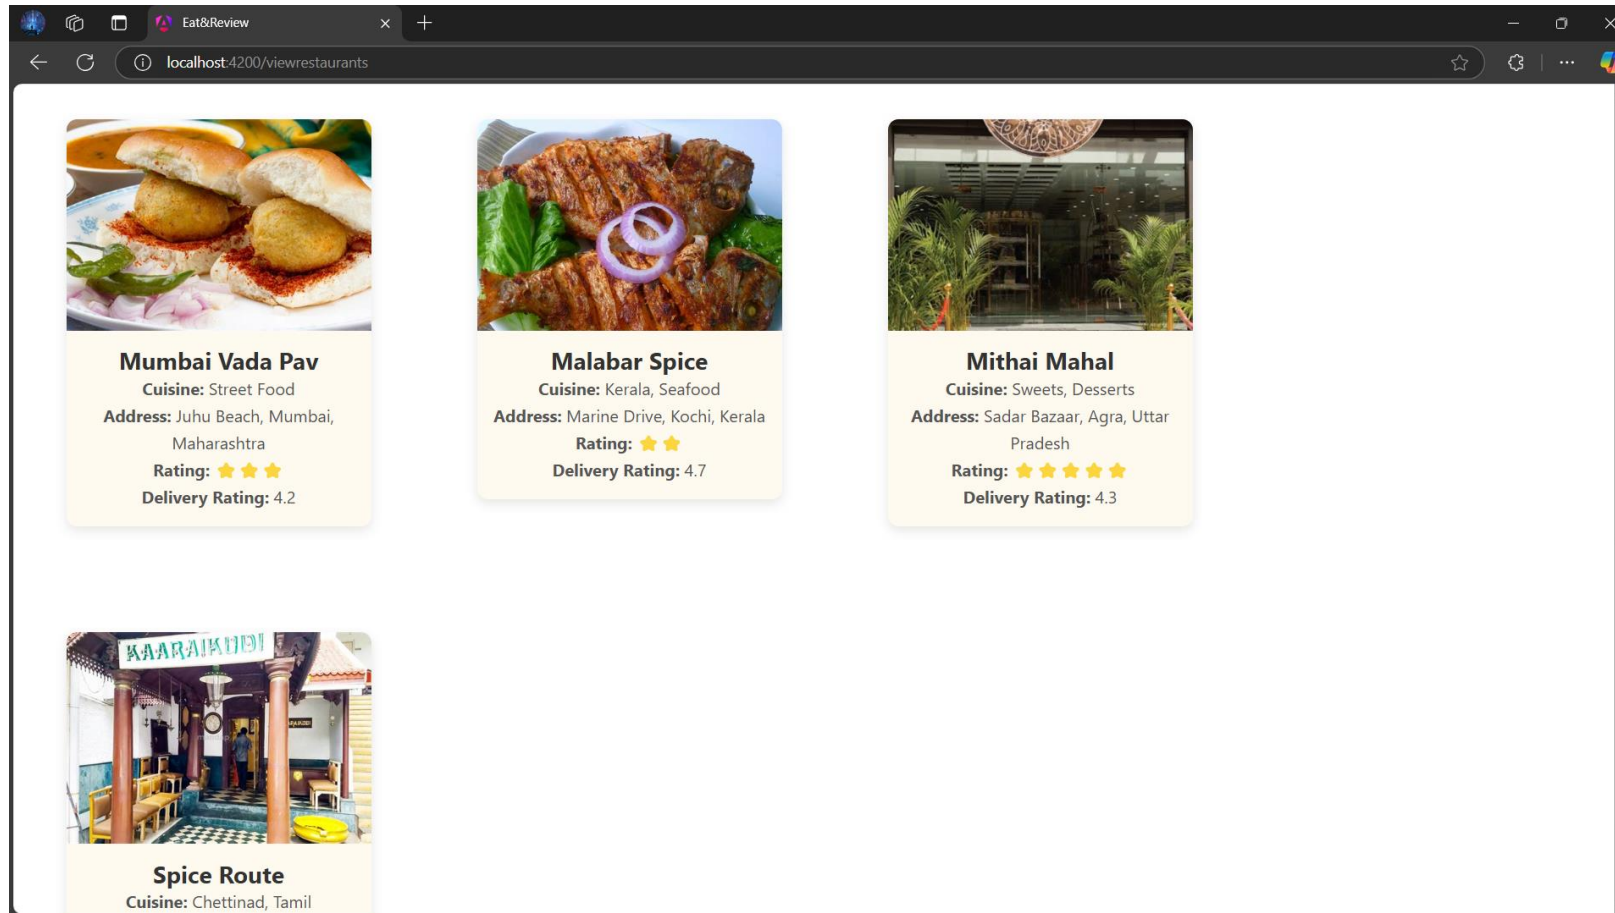 Eat&Review
localhost:4200/viewrestaurants
Mumbai Vada Pav
Cuisine: Street Food
Address: Juhu Beach, Mumbai,
Maharashtra
Rating:
Delivery Rating: 4.2
Malabar Spice
Cuisine: Kerala, Seafood
Address: Marine Drive, Kochi, Kerala
Rating:
Delivery Rating: 4.7
Mithai Mahal
Cuisine: Sweets, Desserts
Address: Sadar Bazaar, Agra, Uttar
Pradesh
Rating:
Delivery Rating: 4.3
KAARAIKUDI
Spice Route
Cuisine: Chettinad, Tamil